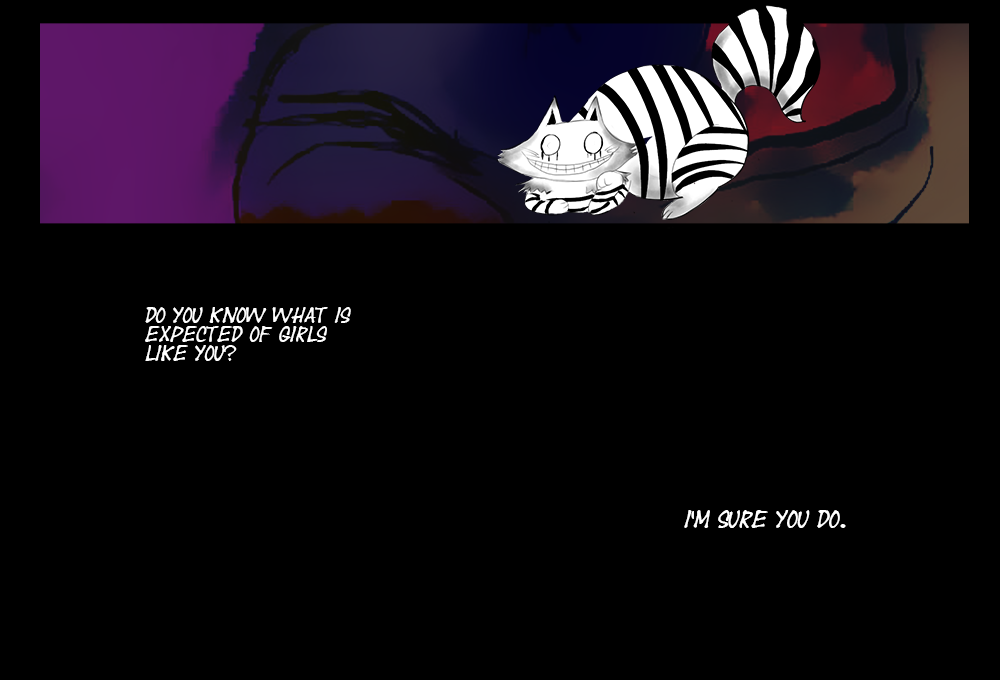 DO YOU KNOW WHAT IS
EXPECTED OF GIRLS
LIKE YOU?
I'M SURE YOU DO.